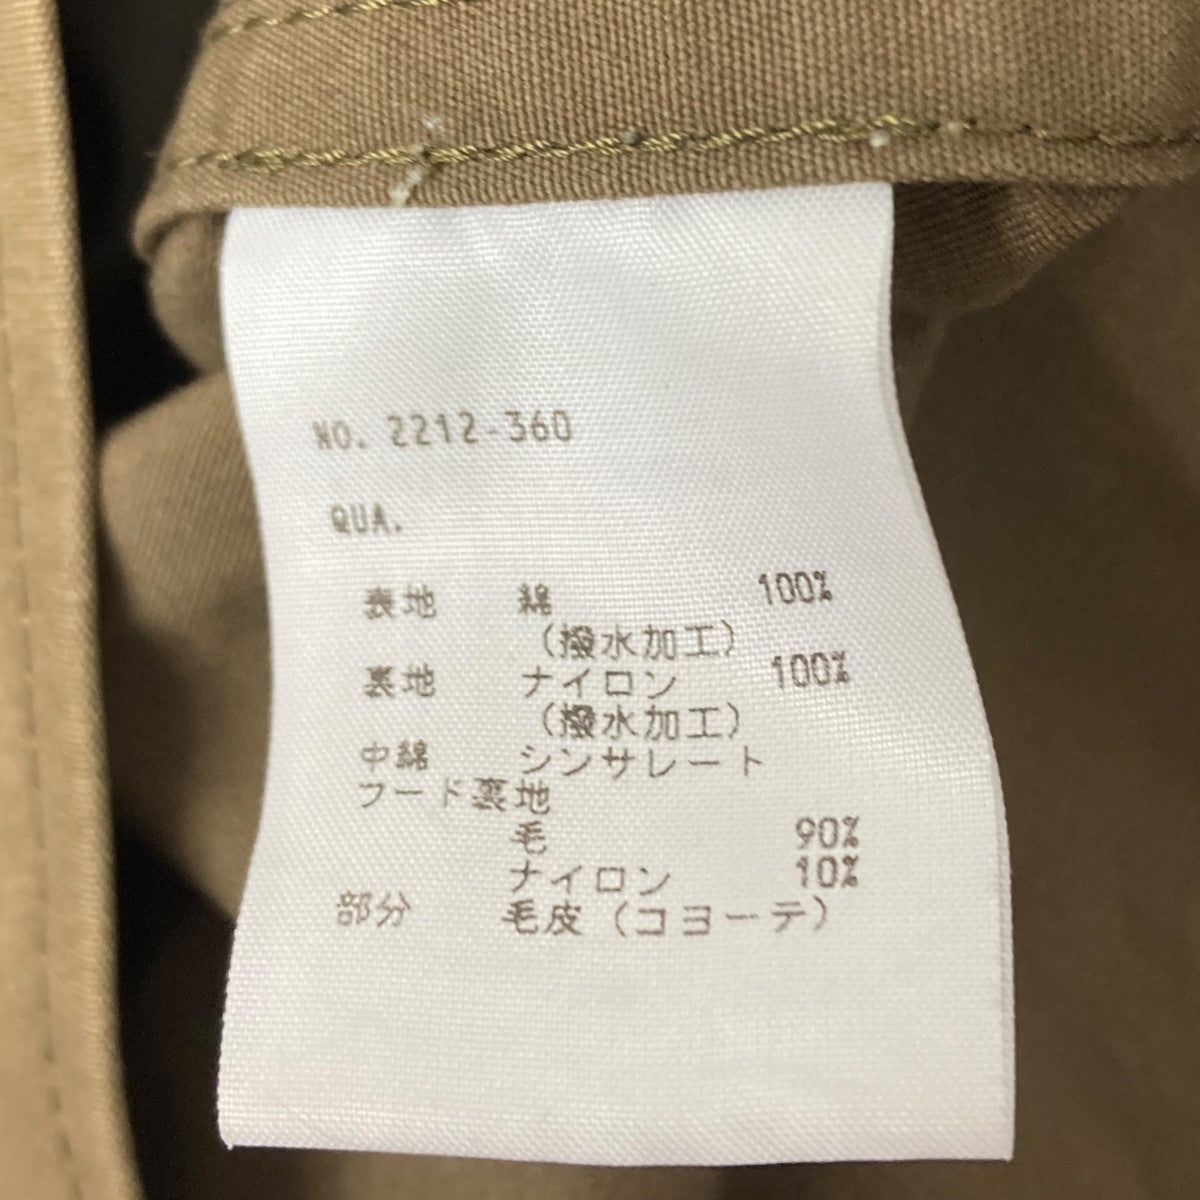 NO. 2212-360
QUA.
表地 綿 100%
(撥水加工)
裏地 ナイロン 100%
(撥水加工)
中綿 シンサレート
フード裏地
毛 90%
ナイロン 10%
部分 毛皮(コヨーテ)